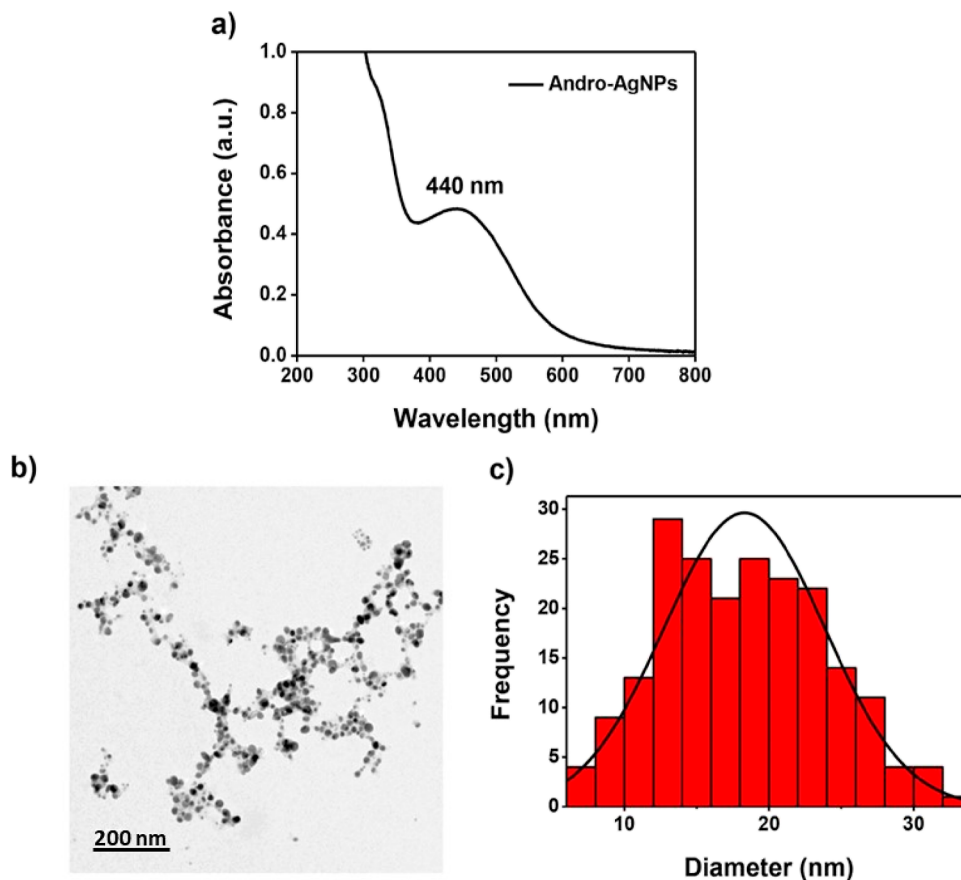 a)
Absorbance (a.u.)
1.0
0.8
0.6
0.4
0.2
0.0
Andro-AgNPs
440 nm
200 300 400 500 600 700 800
Wavelength (nm)
b)
200 nm
c)
Frequency
30
25
20
15
10
5
0
10 20 30
Diameter (nm)